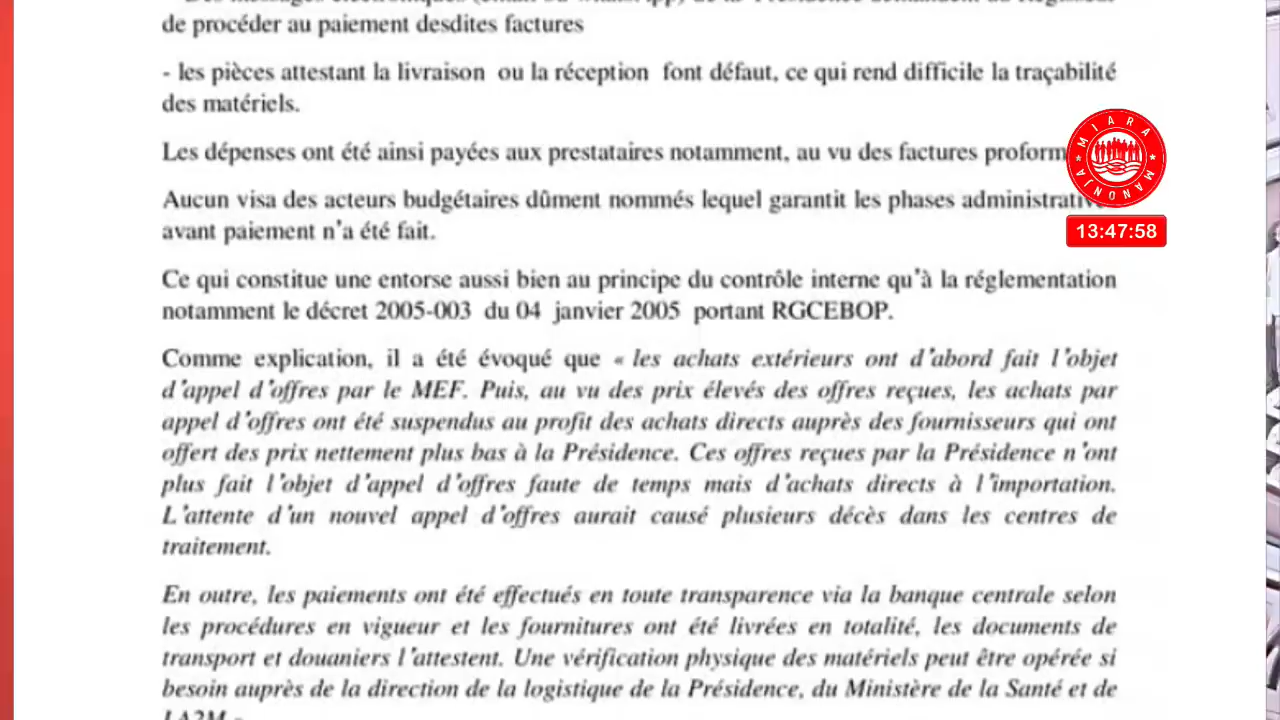 de procéder au paiement desdites factures
- les pièces attestant la livraison ou la réception font défaut, ce qui rend difficile la traçabilité
des matériels.
Les dépenses ont été ainsi payées aux prestataires notamment, au vu des factures proform
Aucun visa des acteurs budgétaires dûment nommés lequel garantit les phases administrativ
avant paiement n'a été fait.
Ce qui constitue une entorse aussi bien au principe du contrôle interne qu'à la réglementation
notamment le décret 2005-003 du 04 janvier 2005 portant RGCEBOP.
Comme explication, il a été évoqué que « les achats extérieurs ont d'abord fait l'objet
d'appel d'offres par le MEF. Puis, au vu des prix élevés des offres reçues, les achats par
appel d'offres ont été suspendus au profit des achats directs auprès des fournisseurs qui ont
offert des prix nettement plus bas à la Présidence. Ces offres reçues par la Présidence n'ont
plus fait l'objet d'appel d'offres faute de temps mais d'achats directs à l'importation.
L'attente d'un nouvel appel d'offres aurait causé plusieurs décès dans les centres de
traitement.
En outre, les paiements ont été effectués en toute transparence via la banque centrale selon
les procédures en vigueur et les fournitures ont été livrées en totalité, les documents de
transport et douaniers l'attestent. Une vérification physique des matériels peut être opérée si
besoin auprès de la direction de la logistique de la Présidence, du Ministère de la Santé et de
MIARA
MANONJA
13:47:58